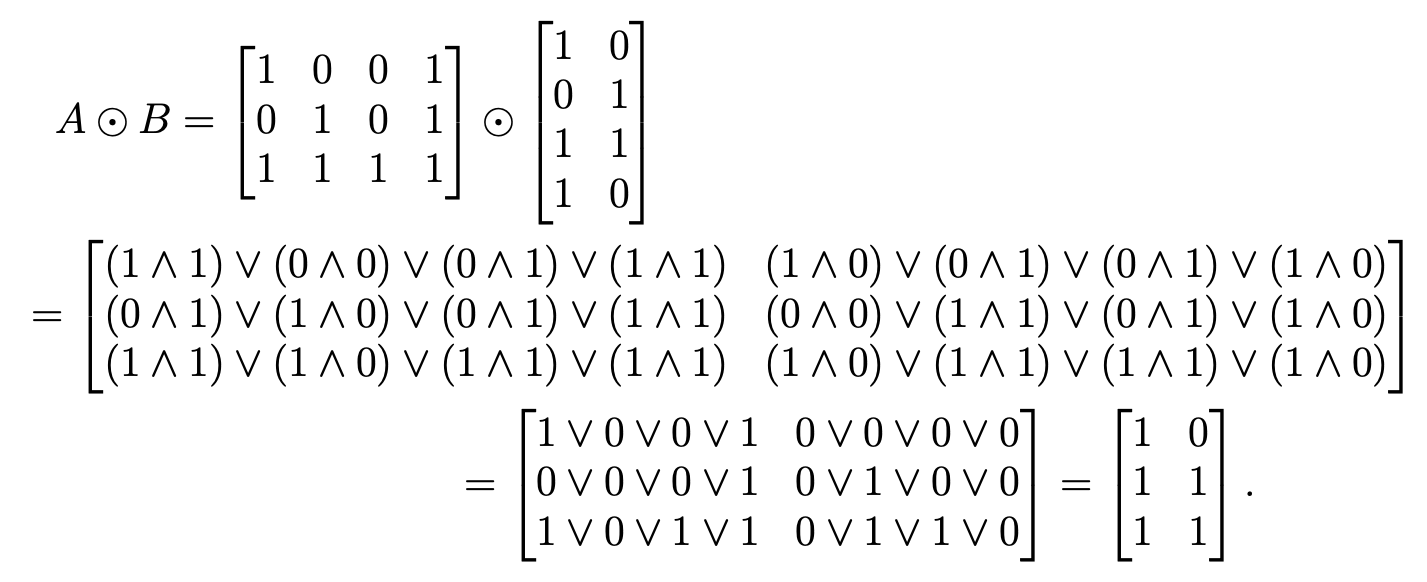 A ⊙ B = [1 0 0 1; 0 1 0 1; 1 1 1 1] ⊙ [1 0; 0 1; 1 1; 1 0]
= [(1 ∧ 1) ∨ (0 ∧ 0) ∨ (0 ∧ 1) ∨ (1 ∧ 1) (1 ∧ 0) ∨ (0 ∧ 1) ∨ (0 ∧ 1) ∨ (1 ∧ 0); (0 ∧ 1) ∨ (1 ∧ 0) ∨ (0 ∧ 1) ∨ (1 ∧ 1) (0 ∧ 0) ∨ (1 ∧ 1) ∨ (0 ∧ 1) ∨ (1 ∧ 0); (1 ∧ 1) ∨ (1 ∧ 0) ∨ (1 ∧ 1) ∨ (1 ∧ 1) (1 ∧ 0) ∨ (1 ∧ 1) ∨ (1 ∧ 1) ∨ (1 ∧ 0)]
= [1 ∨ 0 ∨ 0 ∨ 1 0 ∨ 0 ∨ 0 ∨ 0; 0 ∨ 0 ∨ 0 ∨ 1 0 ∨ 1 ∨ 0 ∨ 0; 1 ∨ 0 ∨ 1 ∨ 1 0 ∨ 1 ∨ 1 ∨ 0] = [1 0; 1 1; 1 1].